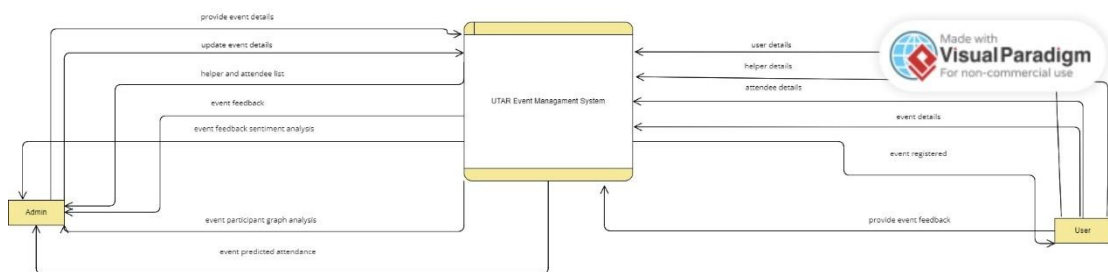 provide event details
update event details
helper and attendee list
event feedback
event feedback sentiment analysis
Admin
event participant graph analysis
event predicted attendance
UTAR Event Managament System
user details
helper details
attendee details
event details
event registered
provide event feedback
User
Made with
Visual Paradigm
For non-commercial use